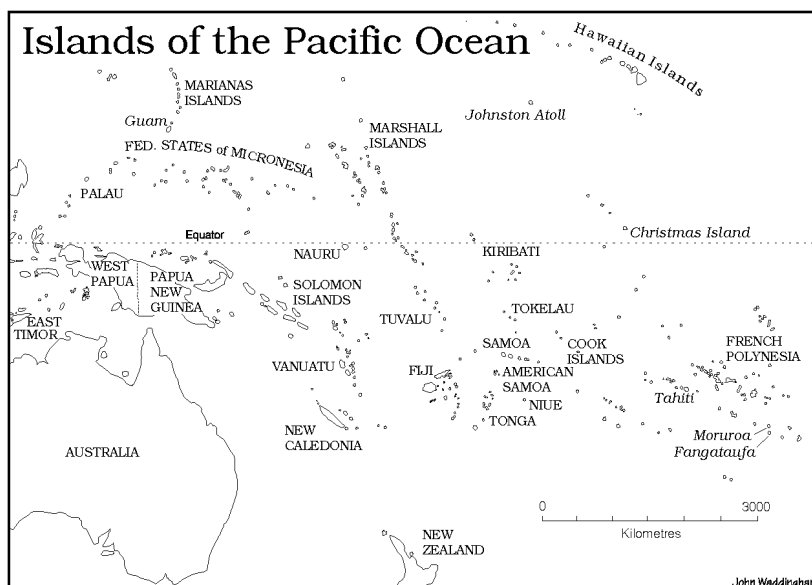 Islands of the Pacific Ocean
Hawaiian Islands
MARIANAS
ISLANDS
Johnston Atoll
Guam
MARSHALL
ISLANDS
FED. STATES of MICRONESIA
PALAU
Christmas Island
Equator
NAURU
KIRIBATI
WEST
PAPUA
PAPUA
NEW
GUINEA
SOLOMON
ISLANDS
TOKELAU
TUVALU
EAST
TIMOR
SAMOA
COOK
ISLANDS
FRENCH
POLYNESIA
VANUATU
FIJI
AMERICAN
SAMOA
Tahiti
NIUE
TONGA
NEW
CALEDONIA
Moruroa
Fangataufa
AUSTRALIA
0 3000
Kilometres
NEW
ZEALAND
John Waddingham